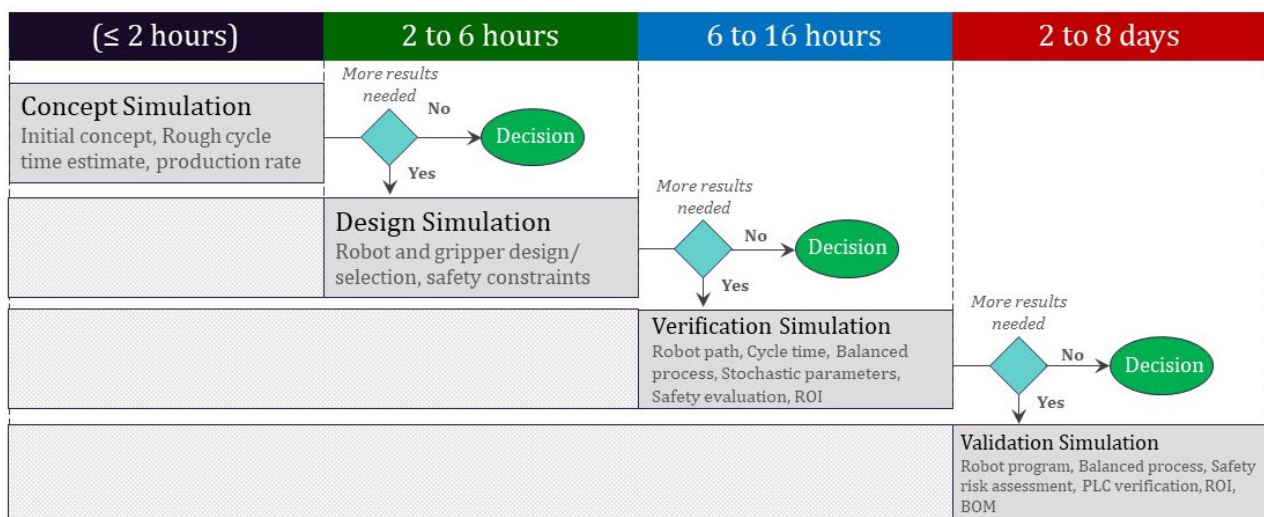 (≤ 2 hours)
2 to 6 hours
6 to 16 hours
2 to 8 days
Concept Simulation
Initial concept, Rough cycle
time estimate, production rate
More results
needed
No
Decision
Yes
Design Simulation
Robot and gripper design/
selection, safety constraints
More results
needed
No
Decision
Yes
Verification Simulation
Robot path, Cycle time, Balanced
process, Stochastic parameters,
Safety evaluation, ROI
More results
needed
No
Decision
Yes
Validation Simulation
Robot program, Balanced process, Safety
risk assessment, PLC verification, ROI,
BOM